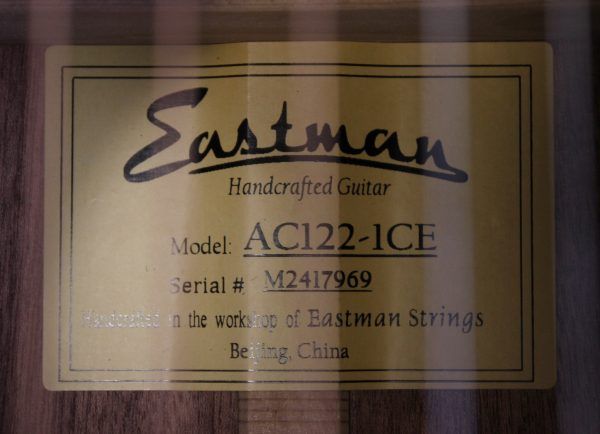 Eastman
Handcrafted Guitar
Model: AC122-1CE
Serial # M2417969
Handcrafted in the workshop of Eastman Strings
Beijing, China